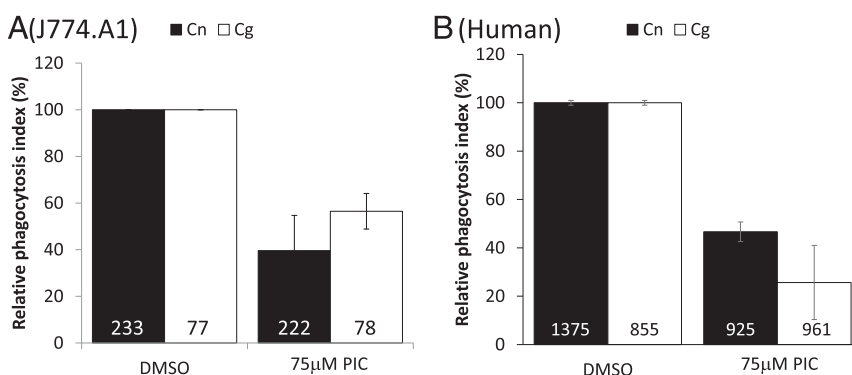 A(J774.A1)
Cn Cg
Relative phagocytosis index (%)
120
100
80
60
40
20
0
233 77 222 78
DMSO 75μM PIC
B (Human)
Cn Cg
Relative phagocytosis index (%)
120
100
80
60
40
20
0
1375 855 925 961
DMSO 75μM PIC